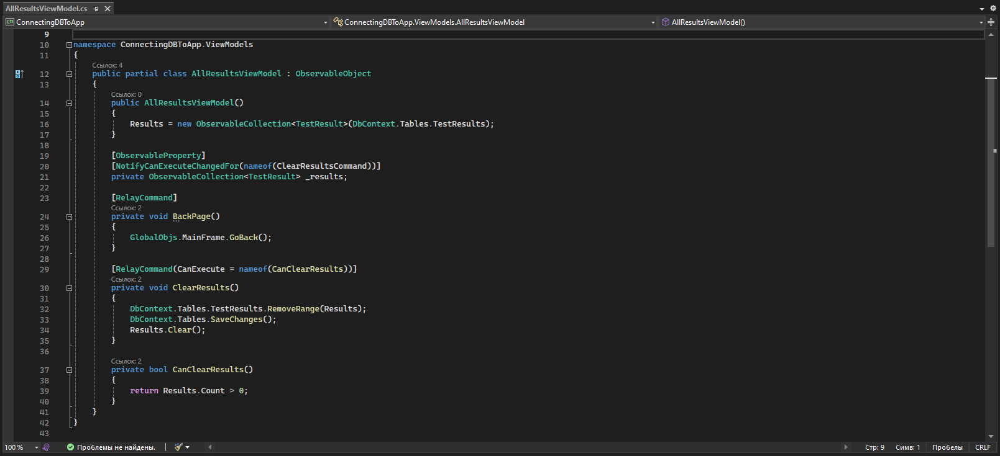 AllResultsViewModel.cs
ConnectingDBToApp
ConnectingDBToApp.ViewModels.AllResultsViewModel
AllResultsViewModel()
9
10 namespace ConnectingDBToApp.ViewModels
11 {
Ссылок: 4
12 public partial class AllResultsViewModel : ObservableObject
13 {
Ссылок: 0
14 public AllResultsViewModel()
15 {
16 Results = new ObservableCollection<TestResult>(DbContext.Tables.TestResults);
17 }
18
19 [ObservableProperty]
20 [NotifyCanExecuteChangedFor(nameof(ClearResultsCommand))]
21 private ObservableCollection<TestResult> _results;
22
23 [RelayCommand]
Ссылок: 2
24 private void BackPage()
25 {
26 GlobalObjs.MainFrame.GoBack();
27 }
28
29 [RelayCommand(CanExecute = nameof(CanClearResults))]
Ссылок: 2
30 private void ClearResults()
31 {
32 DbContext.Tables.TestResults.RemoveRange(Results);
33 DbContext.Tables.SaveChanges();
34 Results.Clear();
35 }
36
Ссылок: 2
37 private bool CanClearResults()
38 {
39 return Results.Count > 0;
40 }
41 }
42 }
43
100 % Проблемы не найдены. Стр: 9 Симв: 1 Пробелы CRLF